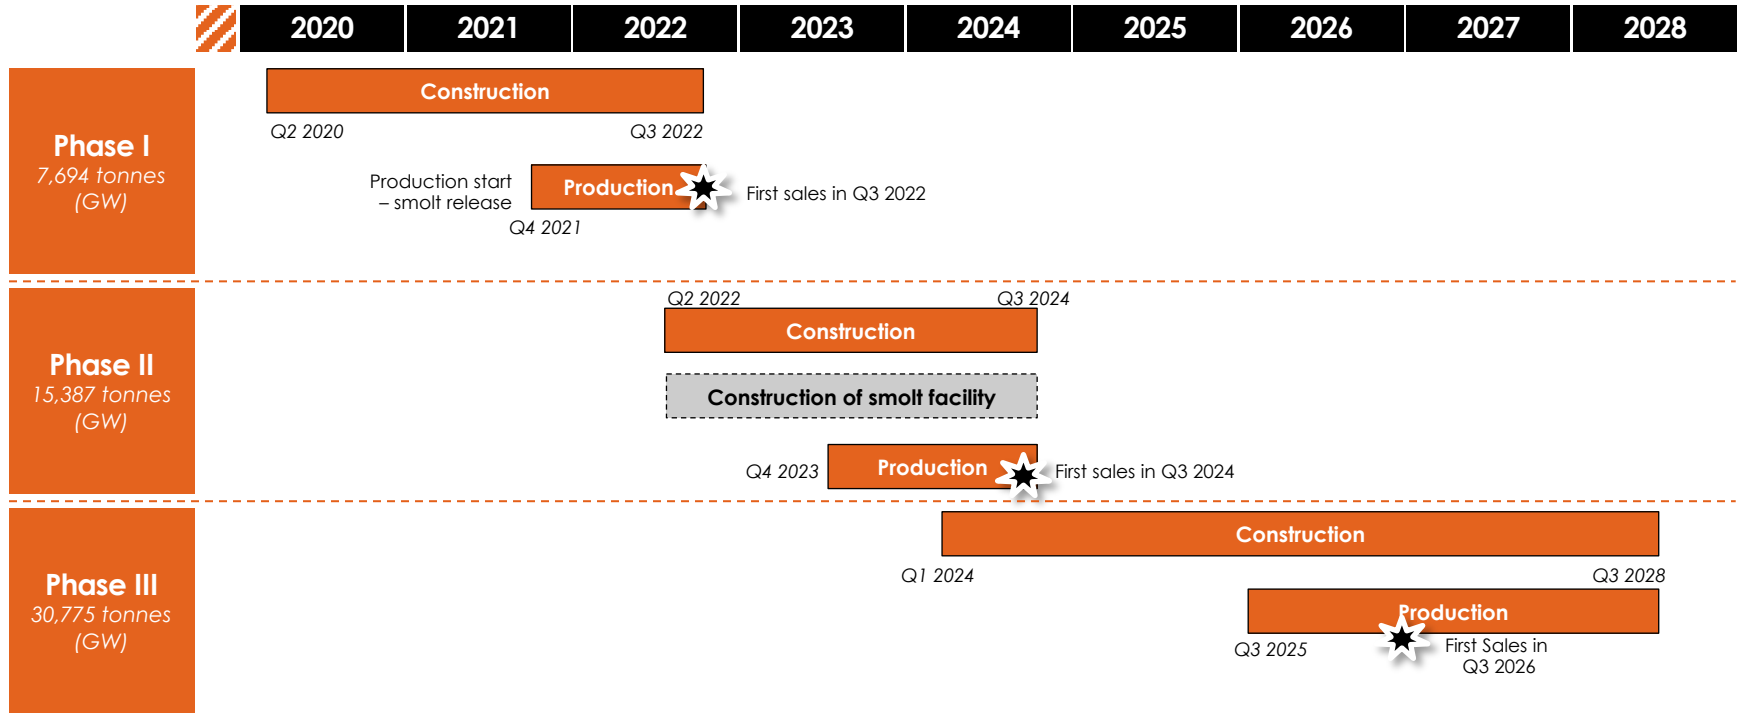 2020 2021 2022 2023 2024 2025 2026 2027 2028
Phase I
7,694 tonnes
(GW)
Construction
Q2 2020
Q3 2022
Production start
– smolt release
Production
Q4 2021
First sales in Q3 2022
Phase II
15,387 tonnes
(GW)
Q2 2022
Q3 2024
Construction
Construction of smolt facility
Q4 2023
Production
First sales in Q3 2024
Phase III
30,775 tonnes
(GW)
Construction
Q1 2024
Q3 2028
Production
Q3 2025
First Sales in
Q3 2026